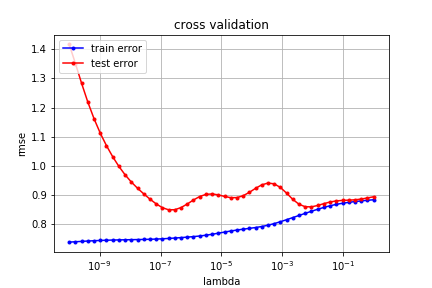 cross validation
train error
test error
1.4
1.3
1.2
1.1
1.0
0.9
0.8
rmse
10⁻⁹ 10⁻⁷ 10⁻⁵ 10⁻³ 10⁻¹
lambda